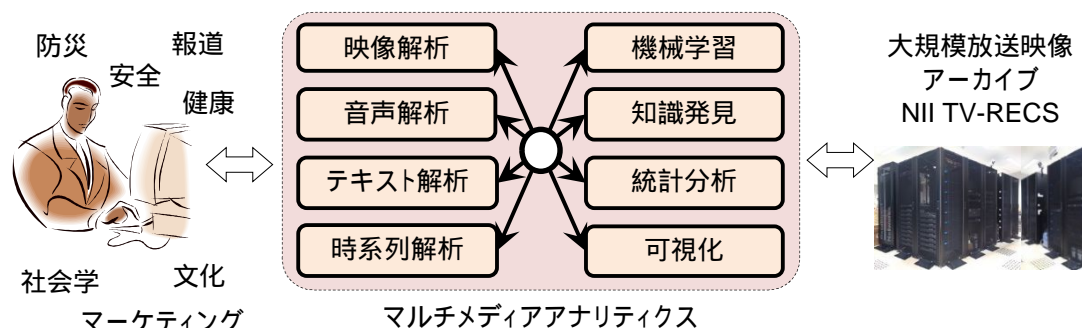 防災
報道
安全
健康
社会学
文化
マーケティング
映像解析
音声解析
テキスト解析
時系列解析
機械学習
知識発見
統計分析
可視化
マルチメディアアナリティクス
大規模放送映像
アーカイブ
NII TV-RECS